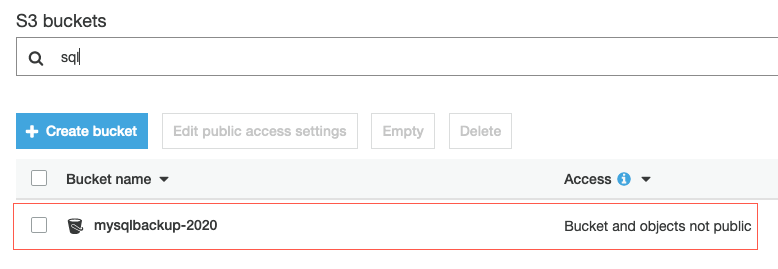 S3 buckets
sql
+ Create bucket Edit public access settings Empty Delete
Bucket name Access
mysqlbackup-2020 Bucket and objects not public